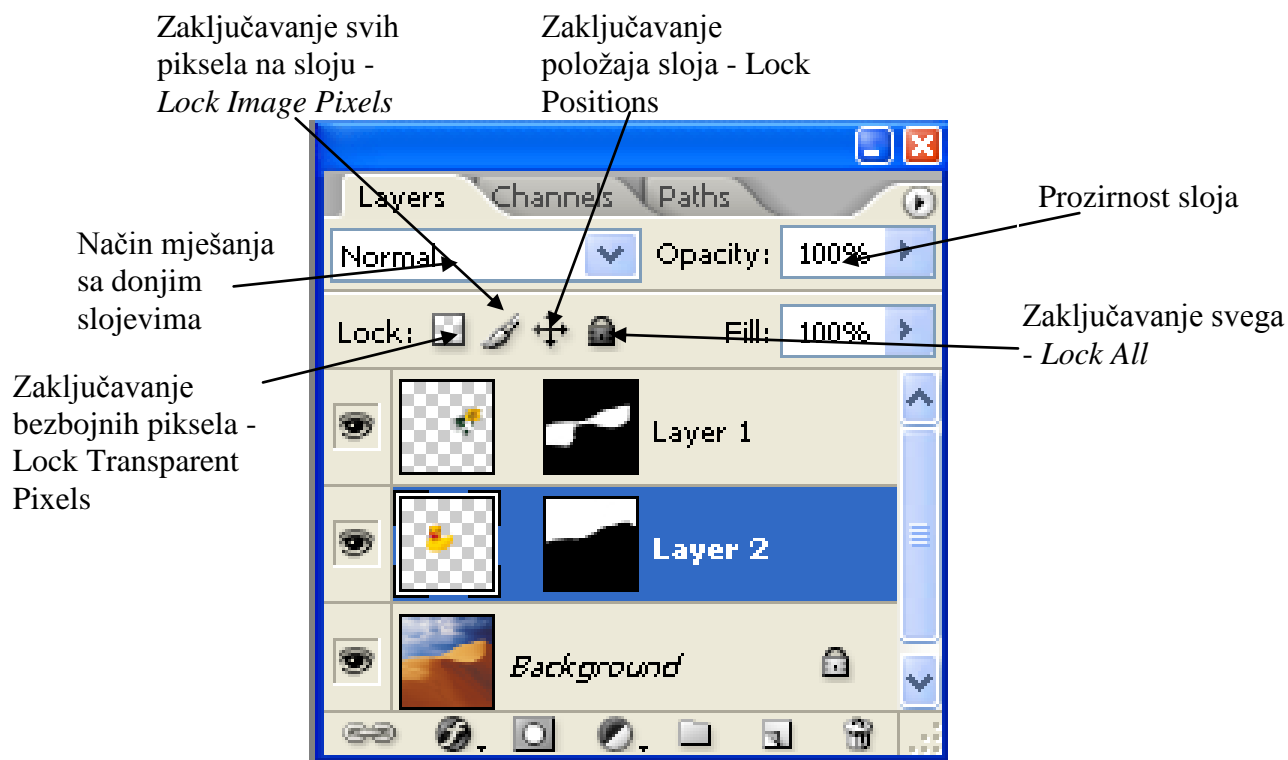 Zaključavanje svih
piksela na sloju -
Lock Image Pixels
Zaključavanje
položaja sloja - Lock
Positions
Layers Channels Paths
Prozirnost sloja
Način mješanja
sa donjim
slojevima
Normal Opacity: 100%
Lock: Fill: 100%
Zaključavanje svega
- Lock All
Zaključavanje
bezbojnih piksela -
Lock Transparent
Pixels
Layer 1
Layer 2
Background